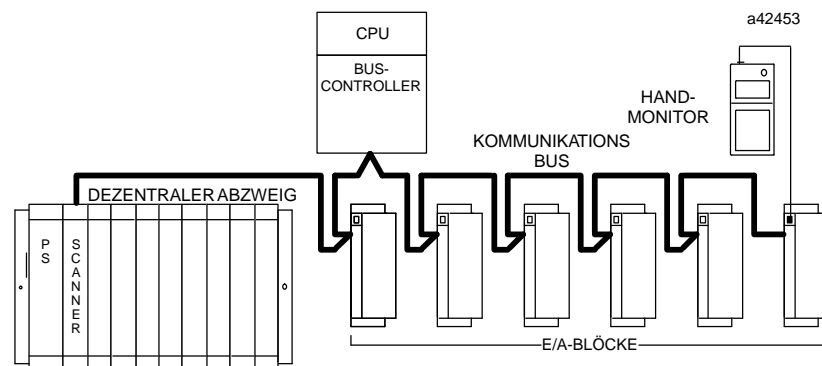 a42453
CPU
BUS-
CONTROLLER
HAND-
MONITOR
KOMMUNIKATIONS
BUS
DEZENTRALER ABZWEIG
PS
SCANNER
E/A-BLÖCKE